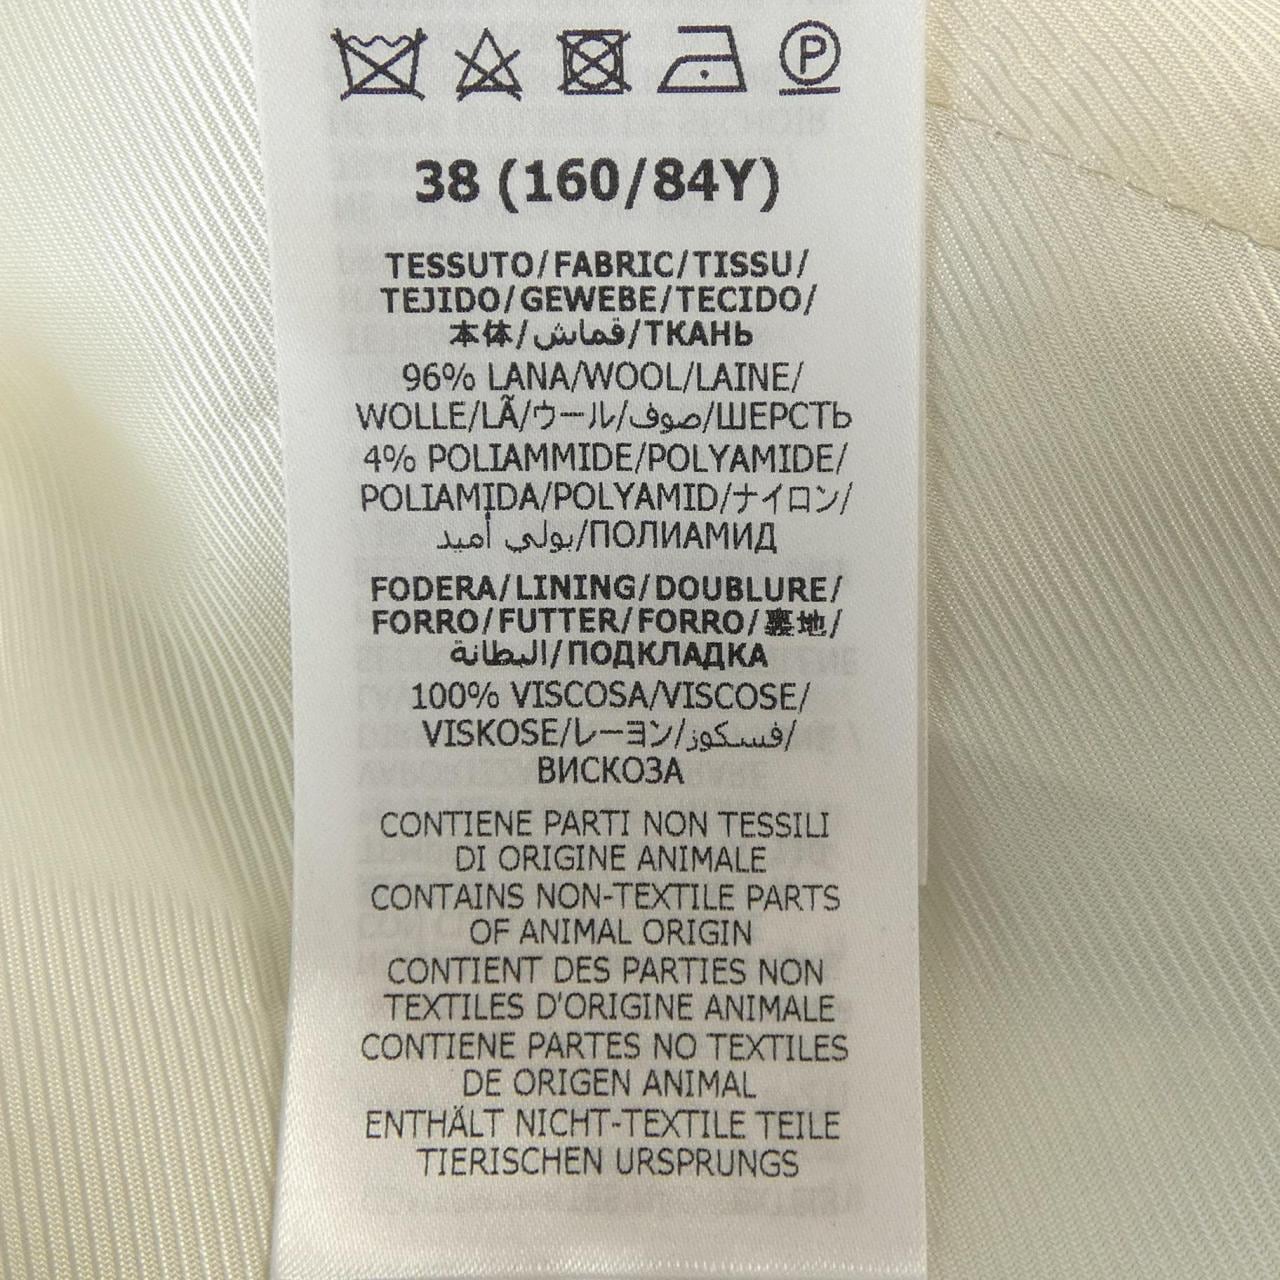 P
38 (160/84Y)
TESSUTO/FABRIC/TISSU/
TEJIDO/GEWEBE/TECIDO/
本体/قماش/ТКАНЬ
96% LANA/WOOL/LAINE/
WOLLE/LÃ/ウール/صوف/ШЕРСТЬ
4% POLIAMMIDE/POLYAMIDE/
POLIAMIDA/POLYAMID/ナイロン/
بولي أميد/ПОЛИАМИД
FODERA/LINING/DOUBLURE/
FORRO/FUTTER/FORRO/裏地/
البطانة/ПОДКЛАДКА
100% VISCOSA/VISCOSE/
VISKOSE/レーヨン/فسكوز/
ВИСКОЗА
CONTIENE PARTI NON TESSILI
DI ORIGINE ANIMALE
CONTAINS NON-TEXTILE PARTS
OF ANIMAL ORIGIN
CONTIENT DES PARTIES NON
TEXTILES D'ORIGINE ANIMALE
CONTIENE PARTES NO TEXTILES
DE ORIGEN ANIMAL
ENTHÄLT NICHT-TEXTILE TEILE
TIERISCHEN URSPRUNGS